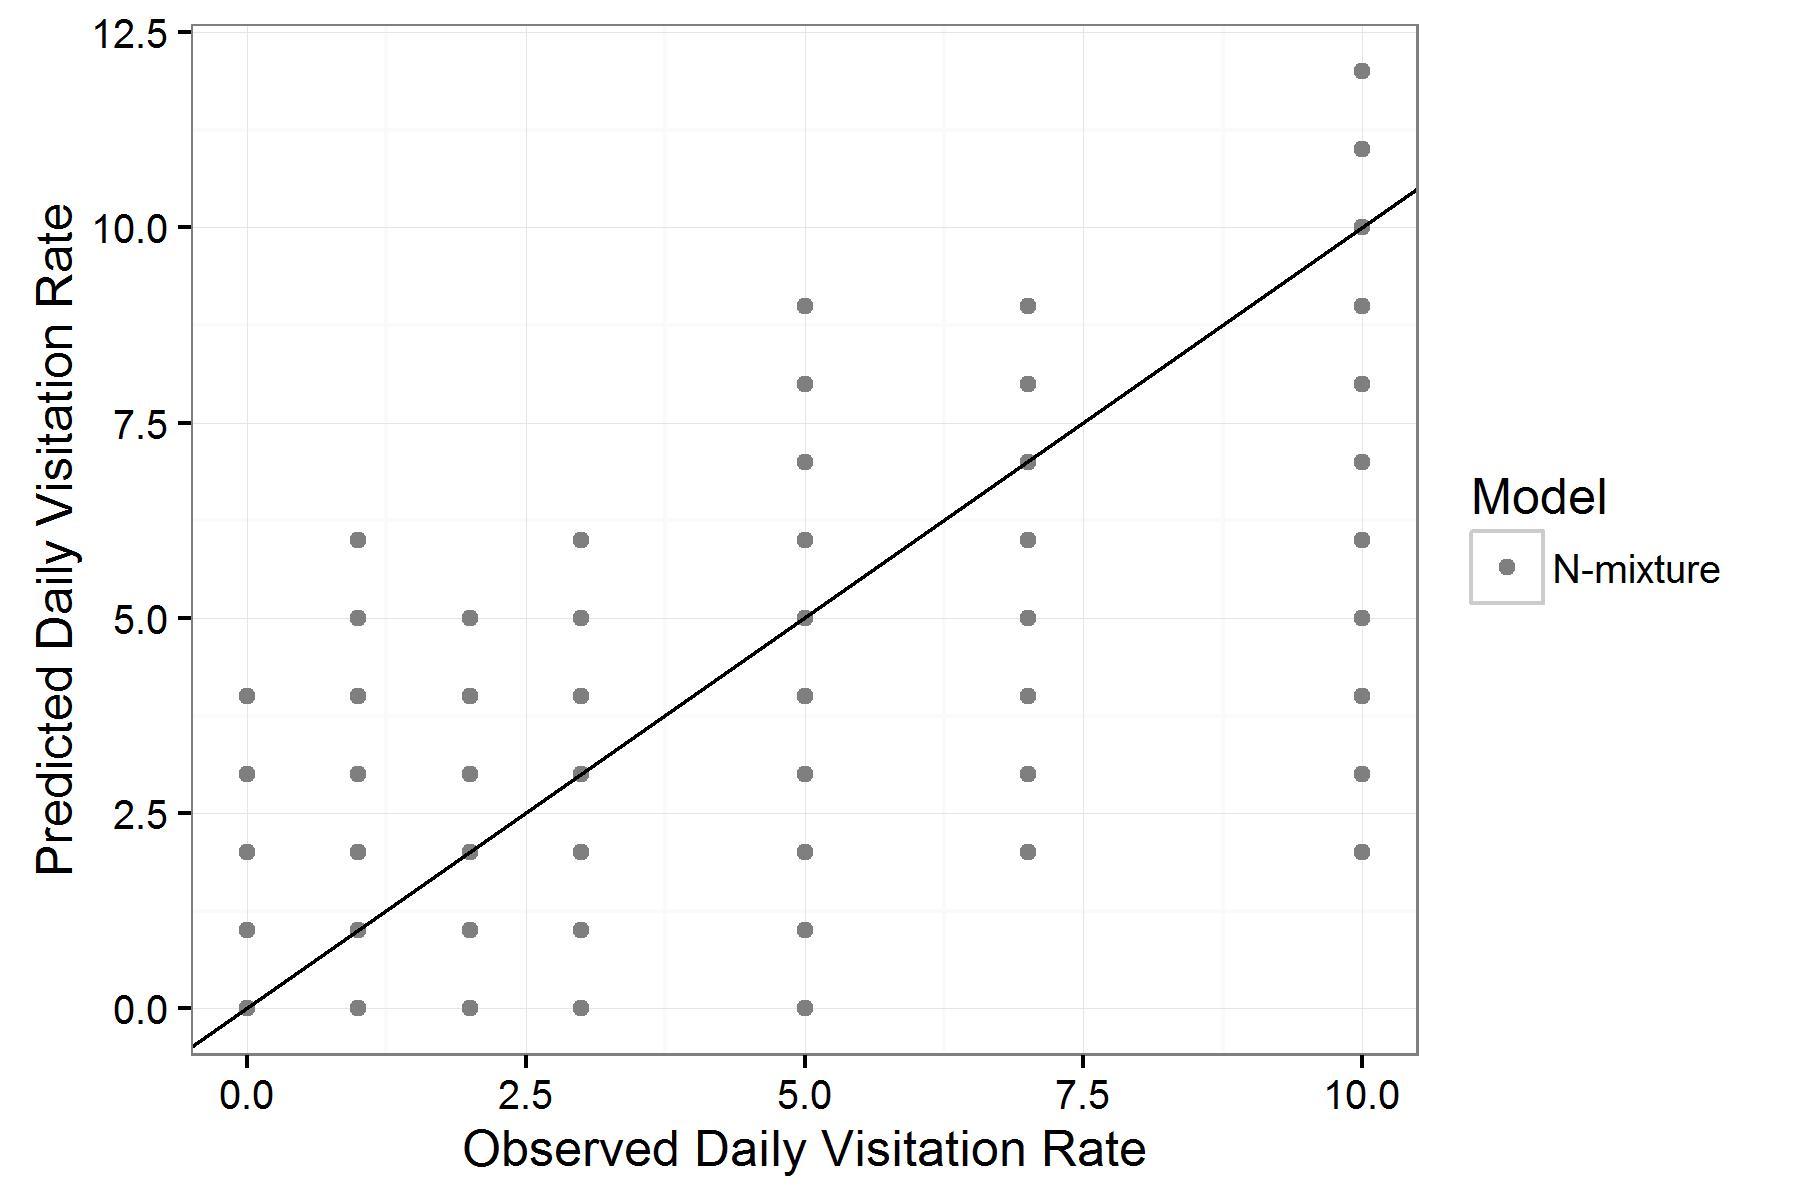 12.5
10.0
7.5
5.0
2.5
0.0
Predicted Daily Visitation Rate
0.0 2.5 5.0 7.5 10.0
Observed Daily Visitation Rate
Model
N-mixture